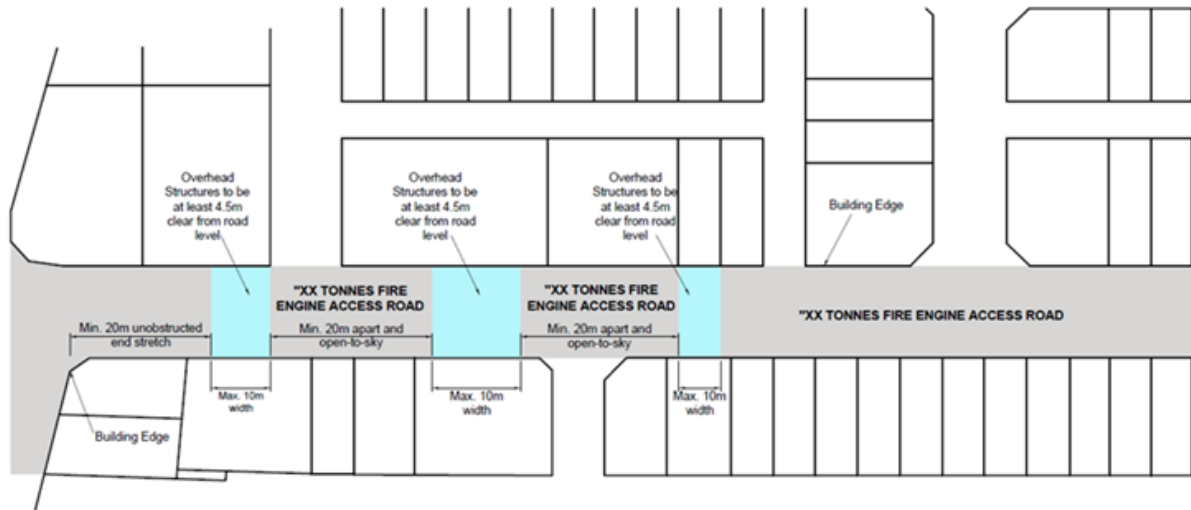 Overhead
Structures to be
at least 4.5m
clear from road
level
Overhead
Structures to be
at least 4.5m
clear from road
level
Overhead
Structures to be
at least 4.5m
clear from road
level
Building Edge
"XX TONNES FIRE
ENGINE ACCESS ROAD
"XX TONNES FIRE
ENGINE ACCESS ROAD
"XX TONNES FIRE ENGINE ACCESS ROAD
Min. 20m unobstructed
end stretch
Min. 20m apart and
open-to-sky
Min. 20m apart and
open-to-sky
Max. 10m
width
Max. 10m
width
Max. 10m
width
Building Edge